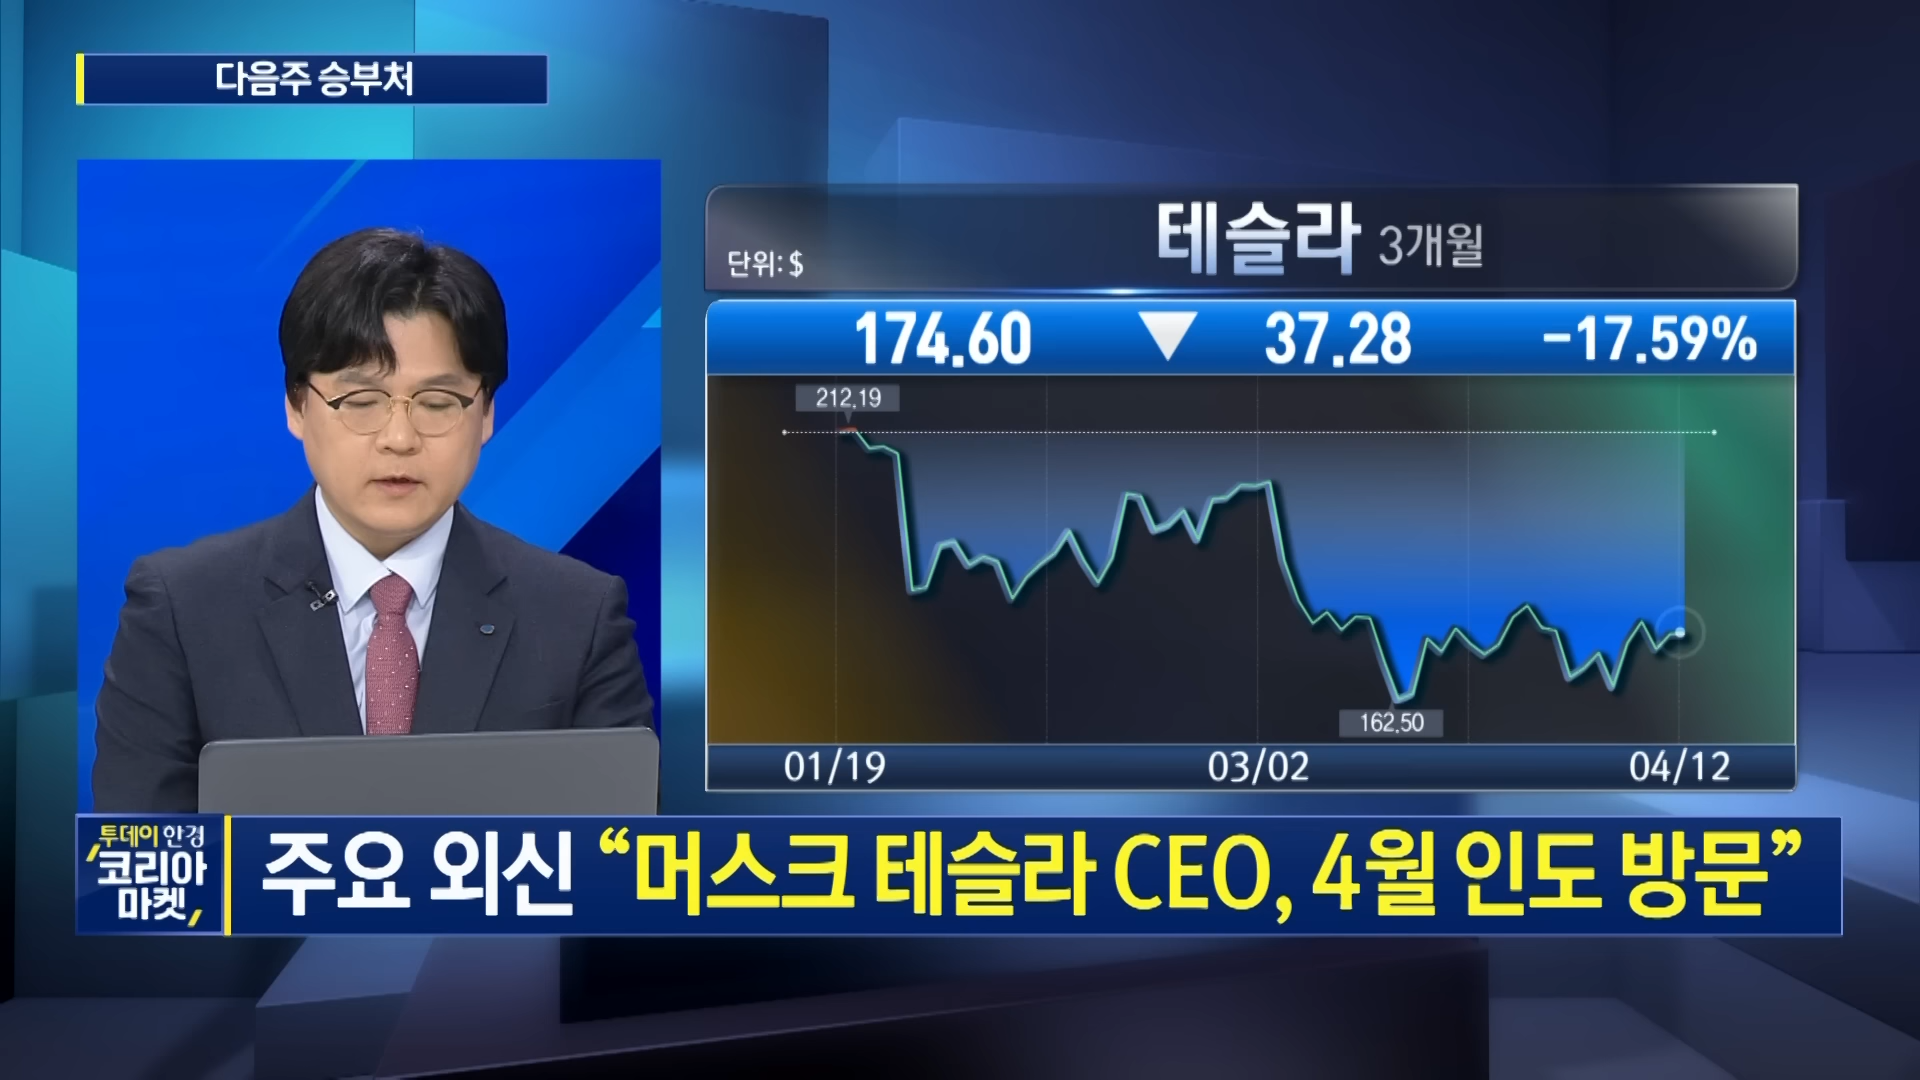 다음주 승부처
테슬라 3개월
단위: $
174.60 ▼ 37.28 -17.59%
212.19
162.50
01/19 03/02 04/12
투데이 한경
코리아
마켓
주요 외신 “머스크 테슬라 CEO, 4월 인도 방문”